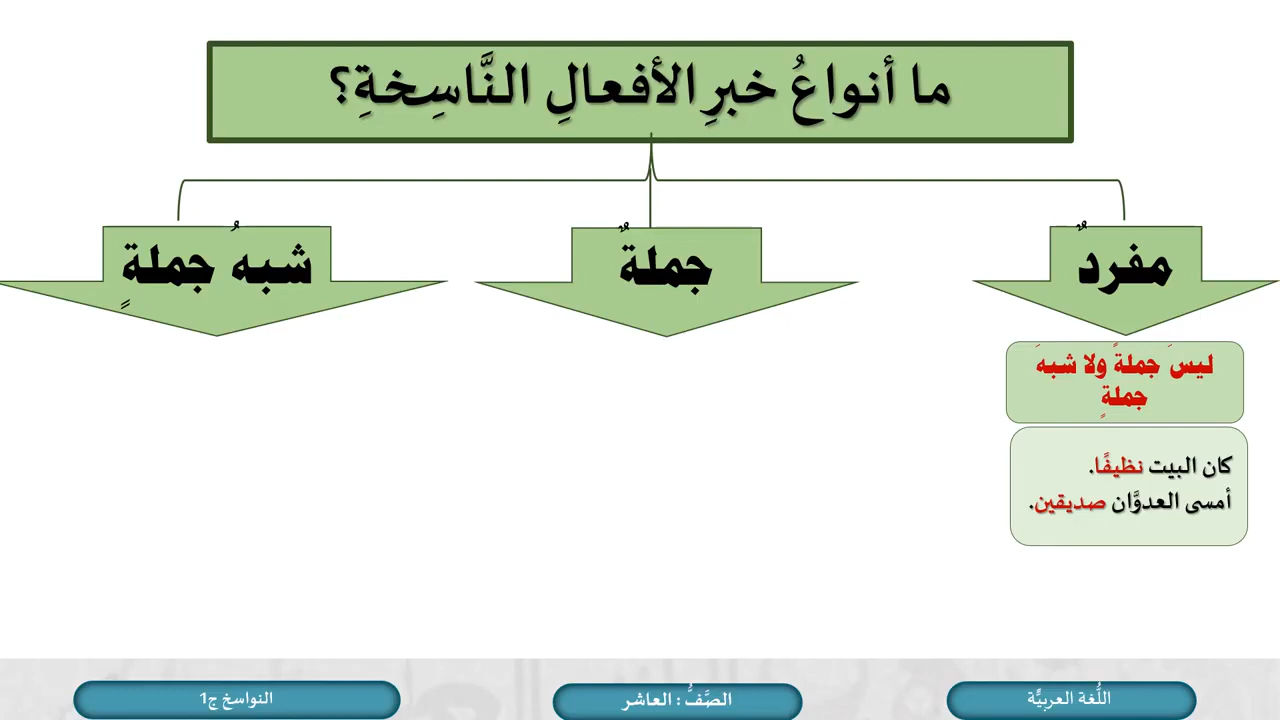 ما أنواعُ خبرِ الأفعالِ النَّاسِخةِ؟
مفردٌ
جملةٌ
شبهُ جملةٍ
ليسَ جملةً ولا شبهَ
جملةٍ
كان البيت نظيفًا.
أمسى العدوَّان صديقين.
اللُّغة العربيَّة
الصَّفُّ : العاشر
النواسخ ج1